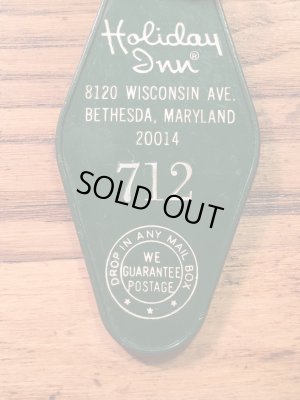 Holiday
Inn®
8120 WISCONSIN AVE.
BETHESDA, MARYLAND
20014
712
SOLD OUT
DROP IN ANY MAIL BOX
WE
GUARANTEE
POSTAGE